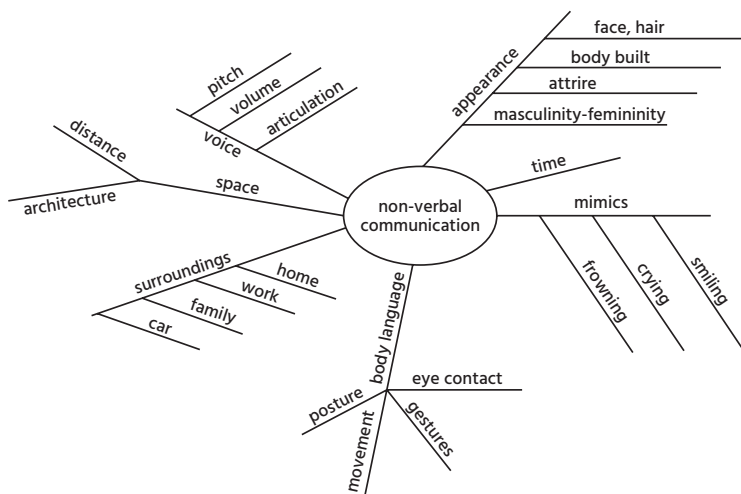 face, hair
body built
attrire
masculinity-femininity
appearance
pitch
volume
articulation
voice
distance
architecture
space
time
mimics
frowning
crying
smiling
non-verbal
communication
surroundings
home
work
family
car
body language
eye contact
posture
movement
gestures